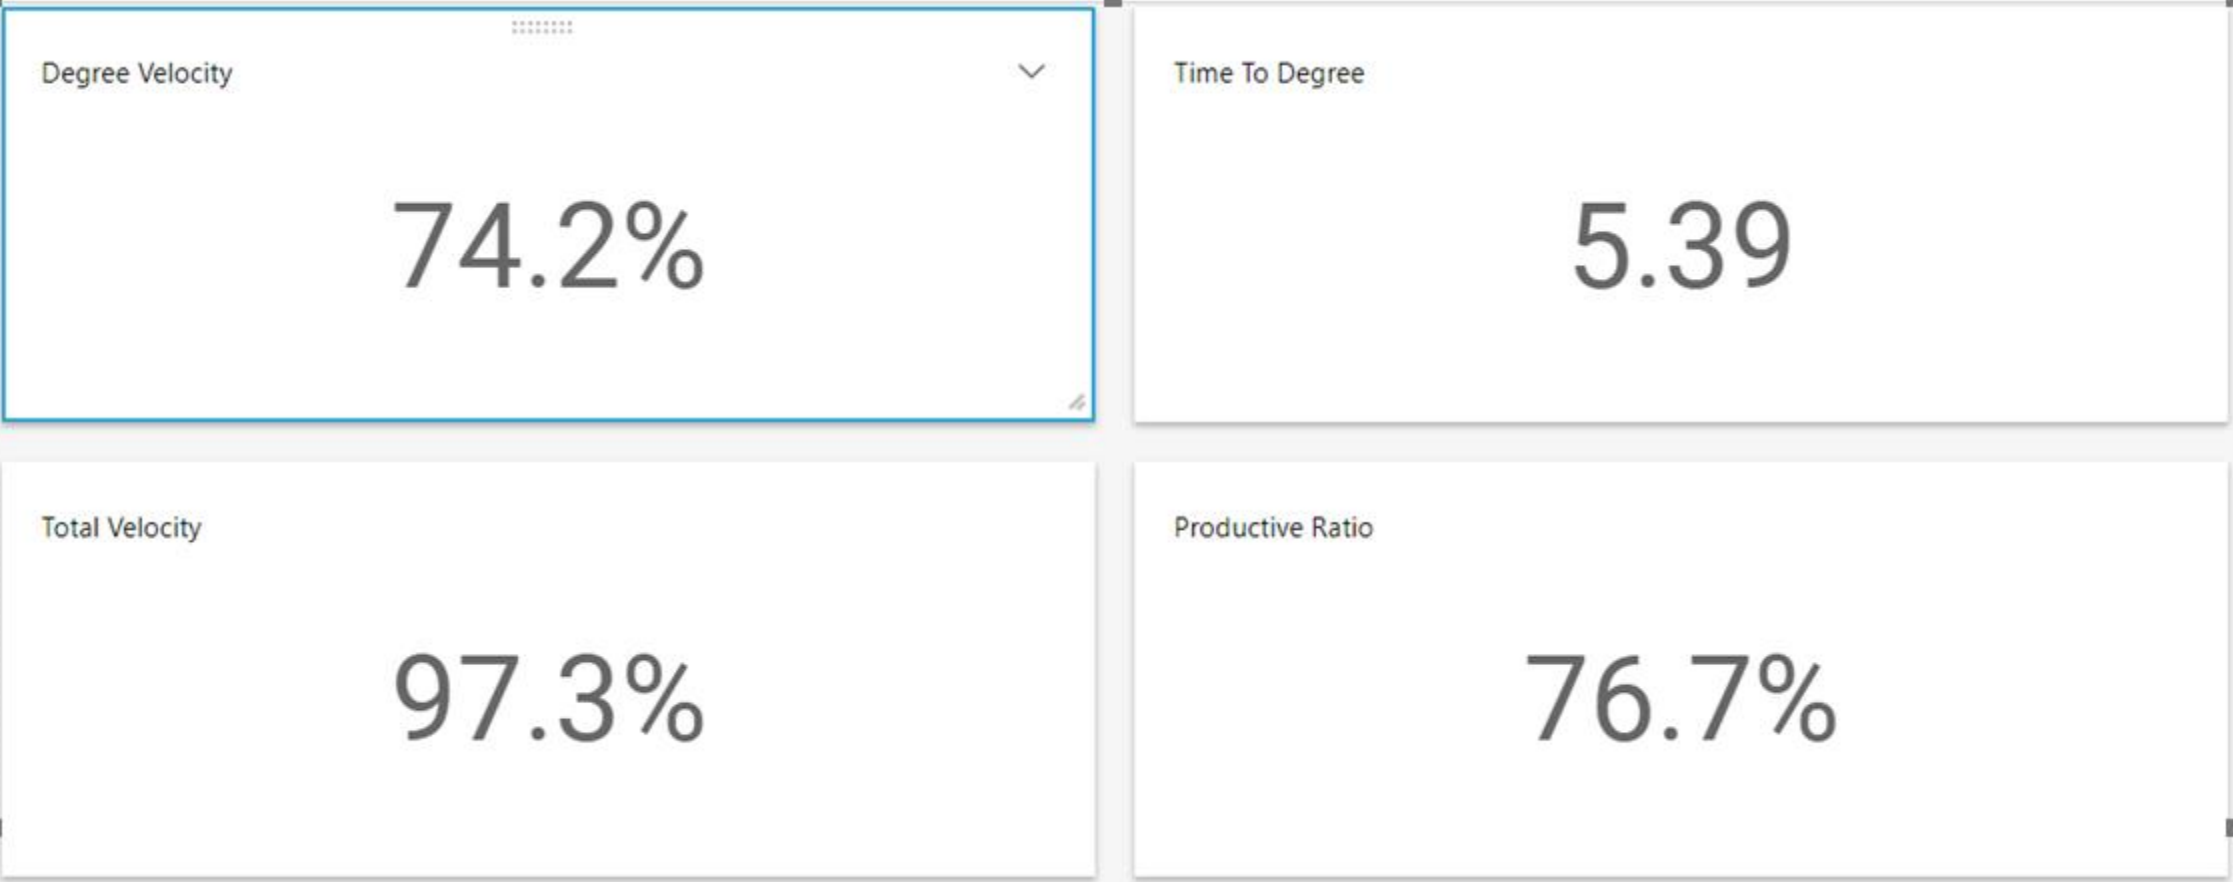 Degree Velocity
74.2%
Time To Degree
5.39
Total Velocity
97.3%
Productive Ratio
76.7%